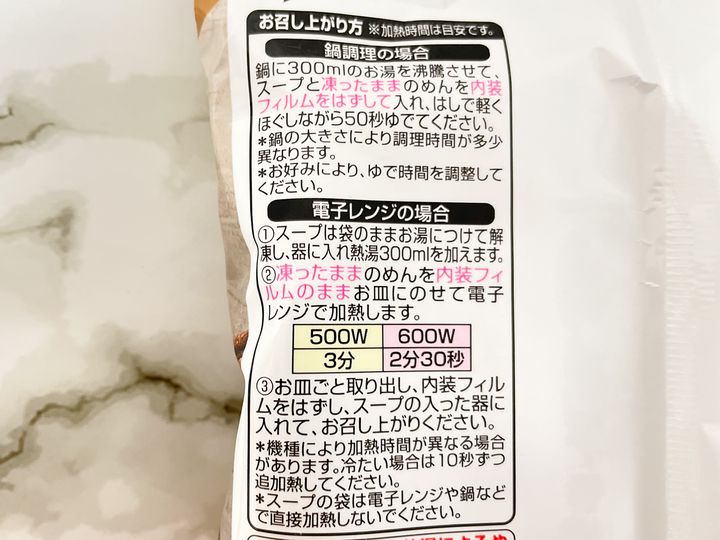 お召し上がり方 ※加熱時間は目安です。
鍋調理の場合
鍋に300mlのお湯を沸騰させて、
スープと凍ったままのめんを内装
フィルムをはずして入れ、はしで軽く
ほぐしながら50秒ゆでてください。
*鍋の大きさにより調理時間が多少
異なります。
*お好みにより、ゆで時間を調整して
ください。
電子レンジの場合
①スープは袋のままお湯につけて解
凍し、器に入れ熱湯300mlを加えます。
②凍ったままのめんを内装フィ
ルムのままお皿にのせて電子
レンジで加熱します。
500W 600W
3分 2分30秒
③お皿ごと取り出し、内装フィル
ムをはずし、スープの入った器に
入れて、お召し上がりください。
*機種により加熱時間が異なる場合
があります。冷たい場合は10秒ずつ
追加熱してください。
*スープの袋は電子レンジや鍋など
で直接加熱しないでください。